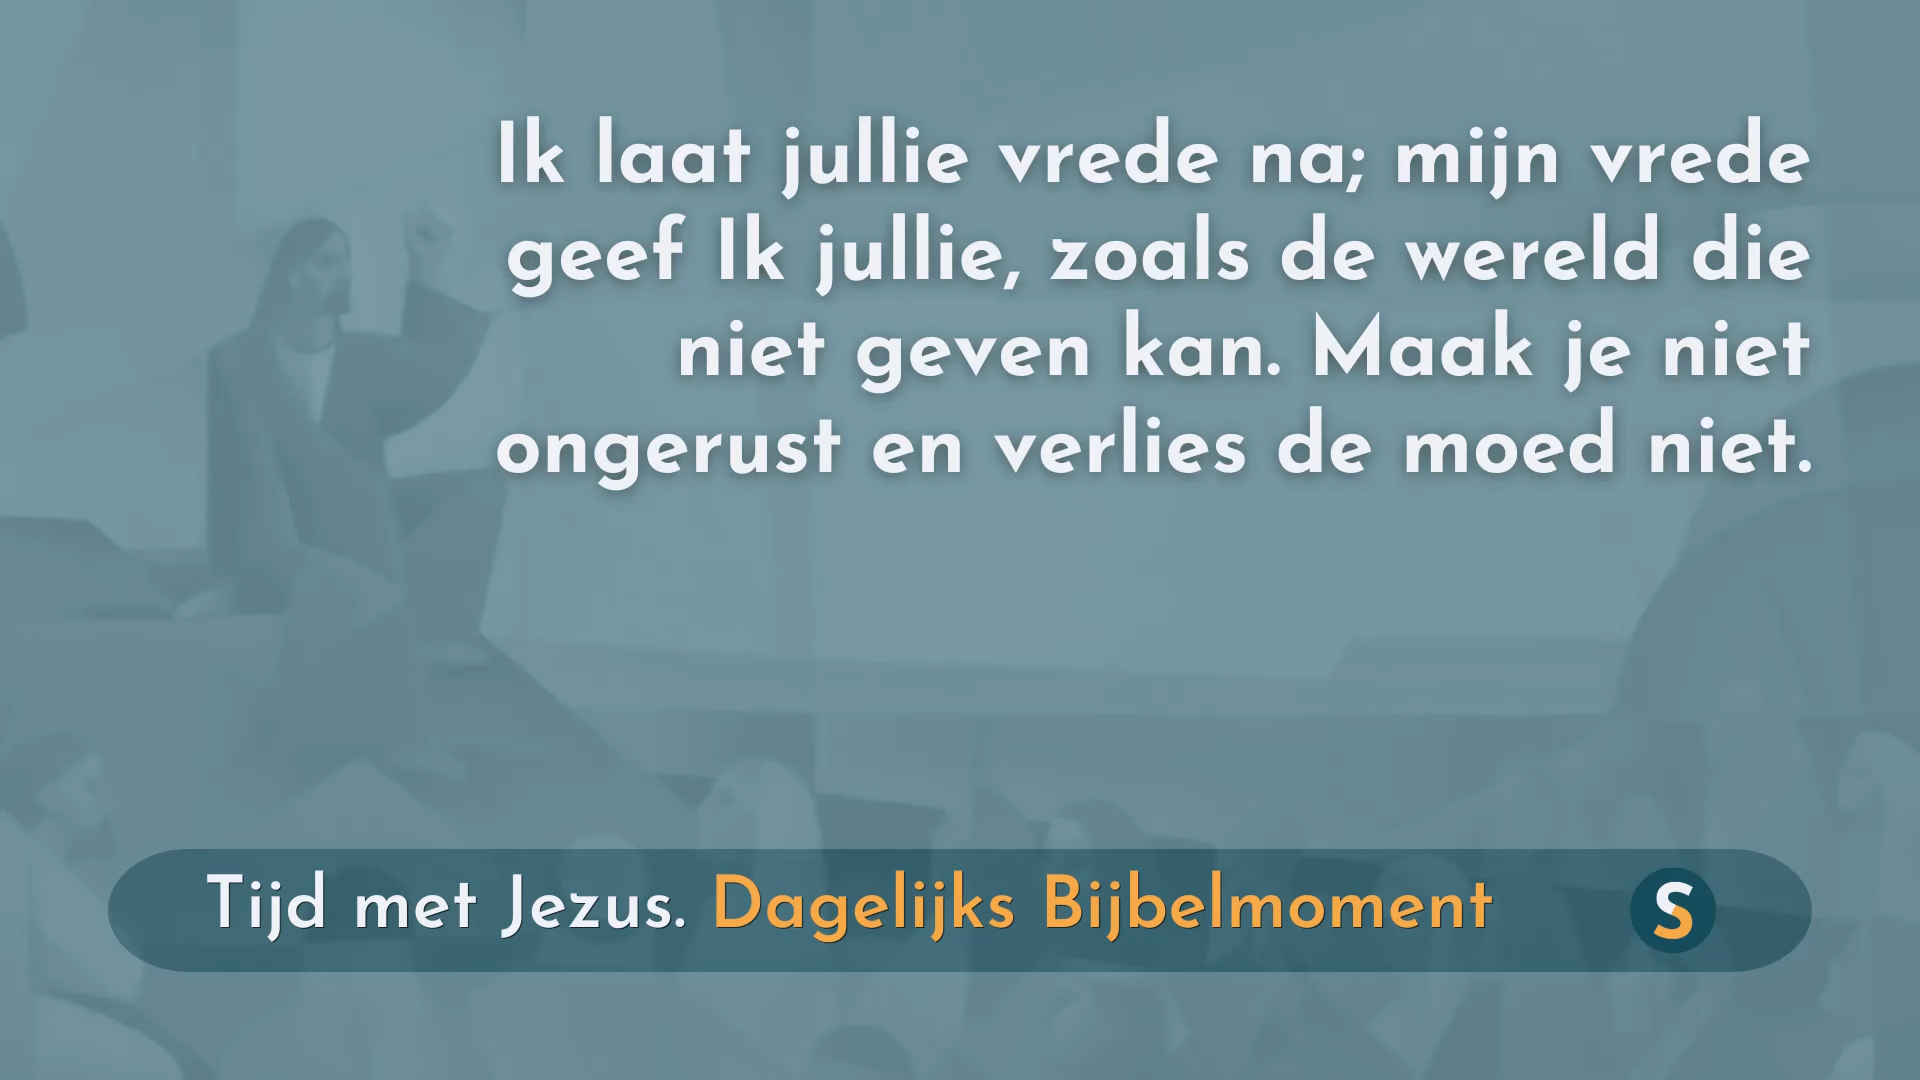 Ik laat jullie vrede na; mijn vrede
geef Ik jullie, zoals de wereld die
niet geven kan. Maak je niet
ongerust en verlies de moed niet.
Tijd met Jezus. Dagelijks Bijbelmoment
S